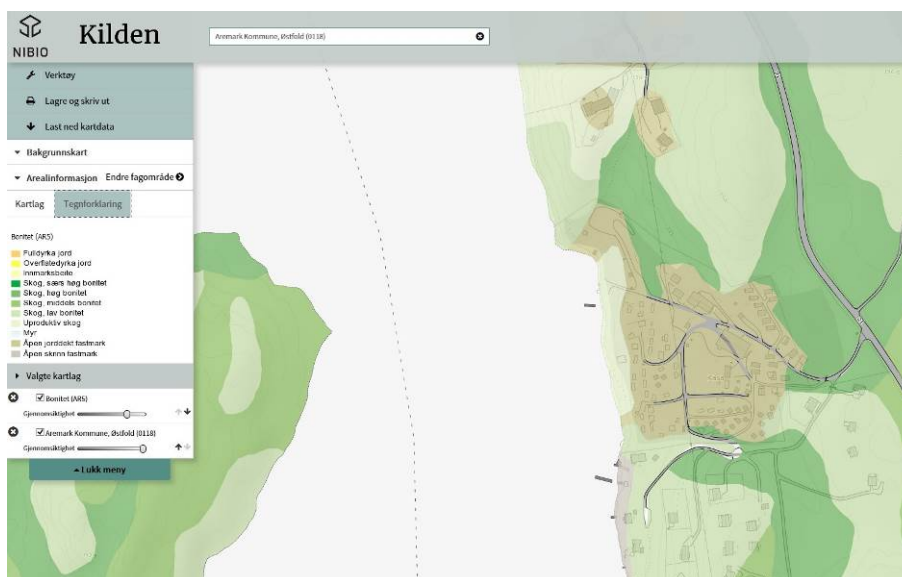 NIBIO
Kilden
Aremark Kommune, Østfold (0118)
Verktøy
Lagre og skriv ut
Last ned kartdata
Bakgrunnskart
Arealinformasjon Endre fagområde
Kartlag Tegnforklaring
Bonitet (AR5)
Fulldyrka jord
Overflatedyrka jord
Innmarksbeite
Skog, særs høg bonitet
Skog, høg bonitet
Skog, middels bonitet
Skog, lav bonitet
Uproduktiv skog
Myr
Åpen jorddekt fastmark
Åpen skrinn fastmark
Valgte kartlag
Bonitet (AR5)
Gjennomsiktighet
Aremark Kommune, Østfold (0118)
Gjennomsiktighet
Lukk meny